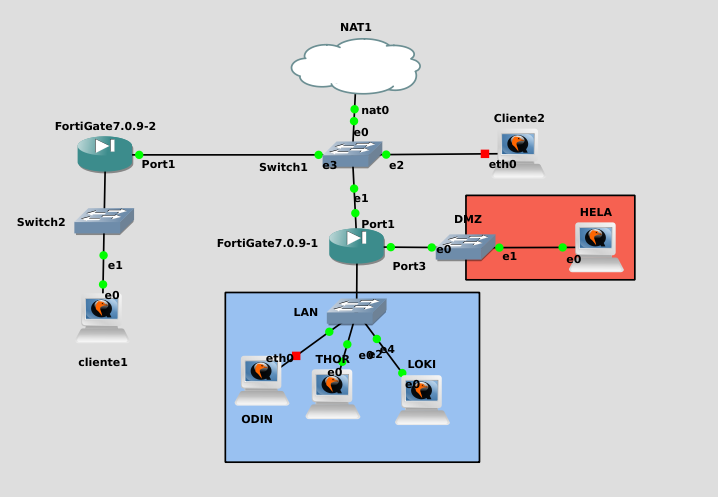 NAT1
nat0
e0
Cliente2
FortiGate7.0.9-2
Port1
Switch1
e3
e2
eth0
e1
Switch2
FortiGate7.0.9-1
Port1
DMZ
HELA
e0
e1
e0
Port3
e1
e0
cliente1
LAN
eth0
THOR
e0
e2
e4
LOKI
e0
e0
ODIN